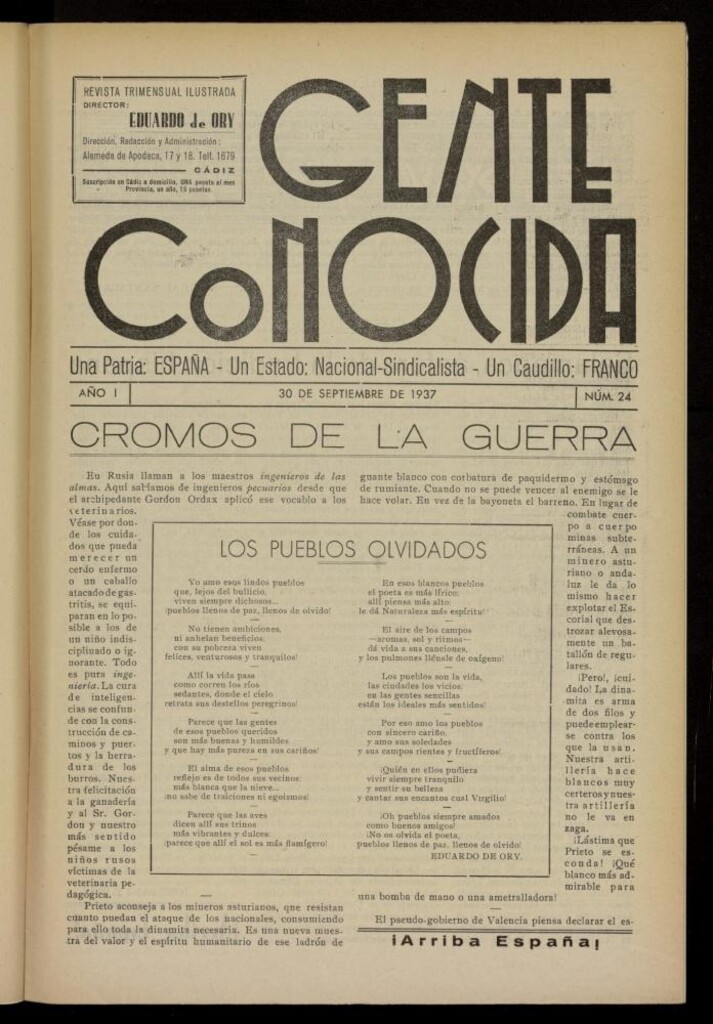 REVISTA TRIMENSUAL ILUSTRADA
DIRECTOR:
EDUARDO de ORY
Dirección, Redacción y Administración:
Alameda de Apodaca, 17 y 18. Telf. 1679
CÁDIZ
Suscripción en Cádiz a domicilio, UNA peseta al mes
Provincia, un año, 15 pesetas
GENTE
CONOCIDA
Una Patria: ESPAÑA - Un Estado: Nacional-Sindicalista - Un Caudillo: FRANCO
AÑO I
30 DE SEPTIEMBRE DE 1937
NÚM. 24
CROMOS DE LA GUERRA
En Rusia llaman a los maestros ingenieros de las
almas. Aquí sabíamos de ingenieros pecuarios desde que
el archipedante Gordon Ordax aplicó ese vocablo a los
veterinarios.
Véase por don-
de los cuida-
dos que pueda
merecer un
cerdo enfermo
o un caballo
atacado de gas-
tritis, se equi-
paran en lo po-
sible a los de
un niño indis-
ciplinado o ig-
norante. Todo
es pura inge-
niería. La cura
de inteligen-
cias se confun-
de con la cons-
trucción de ca-
minos y puer-
tos y la herra-
dura de los
burros. Nues-
tra felicitación
a la ganadería
y al Sr. Gor-
don y nuestro
más sentido
pésame a los
niños rusos
víctimas de la
veterinaria pe-
dagógica.
Prieto aconseja a los mineros asturianos, que resistan
cuanto puedan el ataque de los nacionales, consumiendo
para ello toda la dinamita necesaria. Es una nueva mues-
tra del valor y el espíritu humanitario de ese ladrón de
guante blanco con corbatura de paquidermo y estómago
de rumiante. Cuando no se puede vencer al enemigo se le
hace volar. En vez de la bayoneta el barreno. En lugar de
combate cuer-
po a cuerpo
minas subte-
rráneas. A un
minero astu-
riano o anda-
luz le da lo
mismo hacer
explotar el Es-
corial que des-
trozar alevosa-
mente un ba-
tallón de regu-
lares.
¡Pero!, ¡cui-
dado! La dina-
mita es arma
de dos filos y
puede emplear-
se contra los
que la usan.
Nuestra arti-
llería hace
blancos muy
certeros y nues-
tra artillería
no le va en
zaga.
¡Lástima que
Prieto se es-
conda! ¡Qué
blanco más ad-
mirable para
una bomba de mano o una ametralladora!
El pseudo-gobierno de Valencia piensa declarar el es-
LOS PUEBLOS OLVIDADOS
Yo amo esos lindos pueblos
que, lejos del bullicio,
viven siempre dichosos...
¡pueblos llenos de paz, llenos de olvido!
No tienen ambiciones,
ni anhelan beneficios;
con su pobreza viven
felices, venturosos y tranquilos!
Allí la vida pasa
como corren los ríos
sedantes, donde el cielo
retrata sus destellos peregrinos!
Parece que las gentes
de esos pueblos queridos
son más buenas y humildes
y que hay más pureza en sus cariños!
El alma de esos pueblos
reflejo es de todos sus vecinos:
más blanca que la nieve...
¡no sabe de traiciones ni egoismos!
Parece que las aves
dicen allí sus trinos
más vibrantes y dulces:
¡parece que allí el sol es más flamígero!
En esos blancos pueblos
el poeta es más lírico:
allí piensa más alto;
le dá Naturaleza más espíritu!
El aire de los campos
—aromas, sol y ritmos—
dá vida a sus canciones,
y los pulmones llénale de oxígeno!
Los pueblos son la vida,
las ciudades los vicios;
en las gentes sencillas
están los ideales más sentidos!
Por eso amo los pueblos
con sincero cariño,
y amo sus soledades
y sus campos rientes y fructíferos!
¡Quién en ellos pudiera
vivir siempre tranquilo
y sentir su belleza
y cantar sus encantos cual Virgilio!
¡Oh pueblos siempre amados
como buenos amigos!
¡No os olvida el poeta,
pueblos llenos de paz, llenos de olvido!
EDUARDO DE ORY.
¡Arriba España!